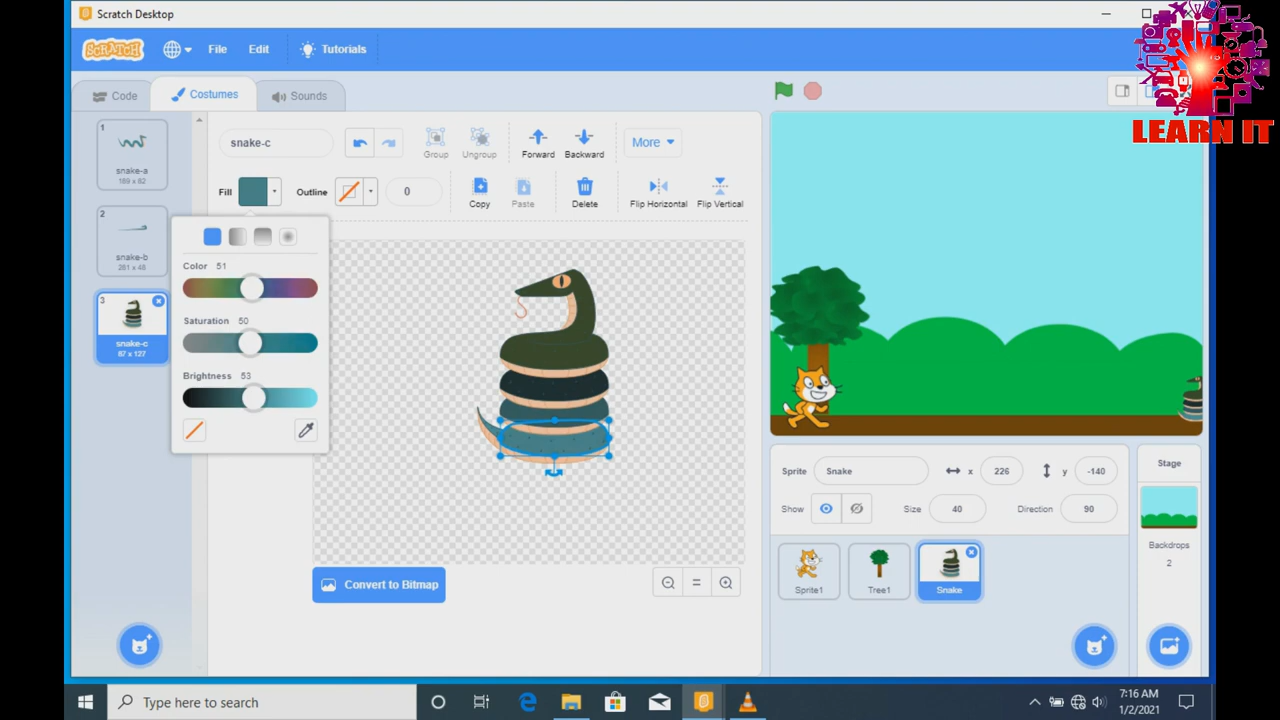 Scratch Desktop
SCRATCH
File
Edit
Tutorials
LEARN IT
Code
Costumes
Sounds
1
snake-a
169 x 62
2
snake-b
281 x 48
3
snake-c
87 x 127
snake-c
Group
Ungroup
Forward
Backward
More
Fill
Outline
0
Copy
Paste
Delete
Flip Horizontal
Flip Vertical
Color 51
Saturation 50
Brightness 53
Convert to Bitmap
Sprite
Snake
x
226
y
-140
Show
Size
40
Direction
90
Sprite1
Tree1
Snake
Stage
Backdrops
2
Type here to search
7:16 AM
1/2/2021